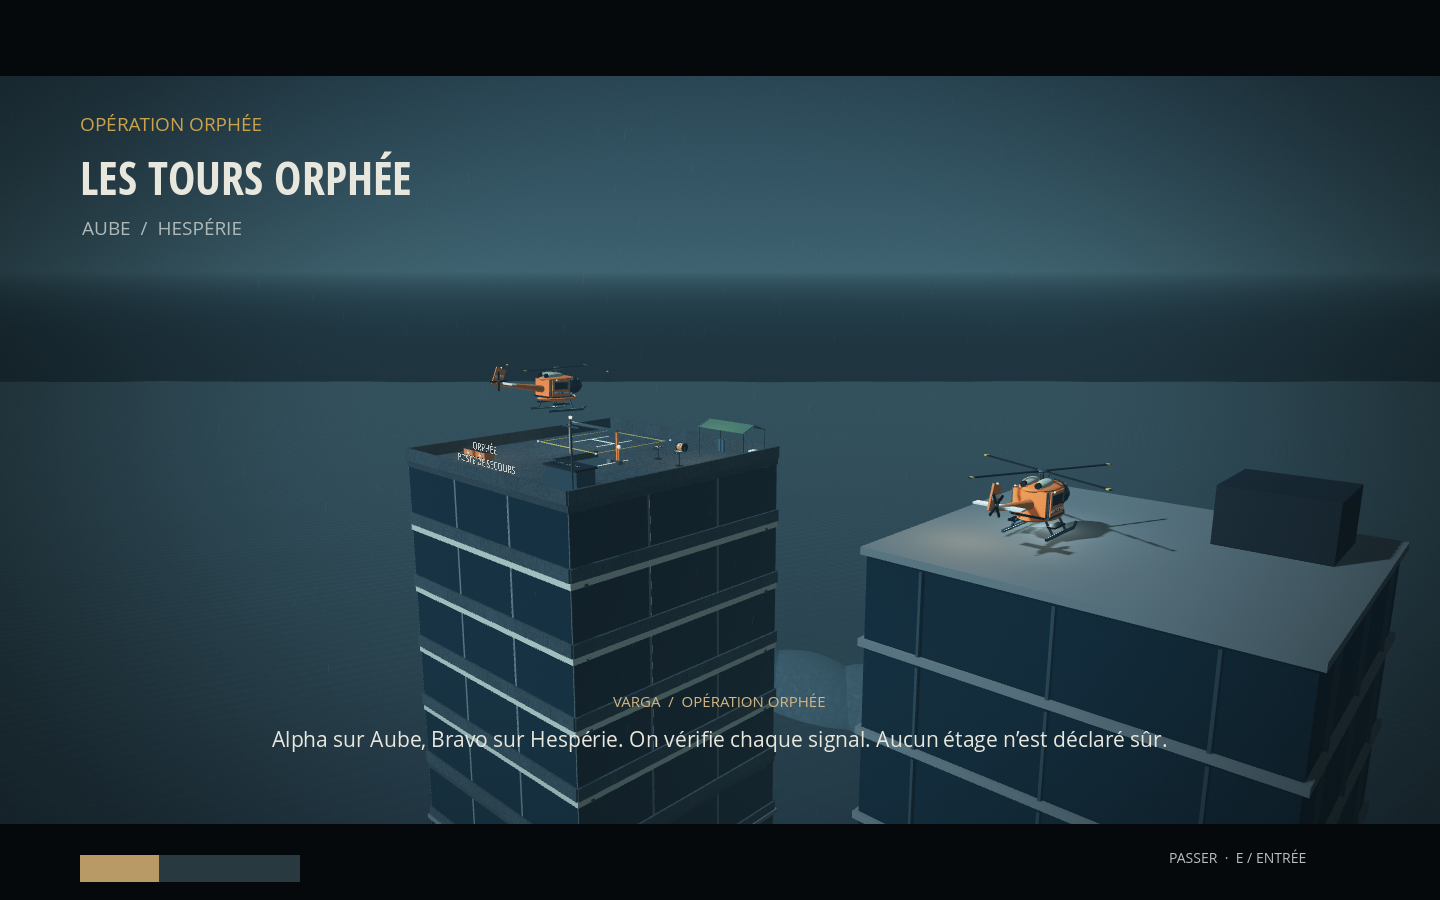 OPÉRATION ORPHÉE
LES TOURS ORPHÉE
AUBE / HESPÉRIE
ORPHÉE
POSTE DE SECOURS
VARGA / OPÉRATION ORPHÉE
Alpha sur Aube, Bravo sur Hespérie. On vérifie chaque signal. Aucun étage n’est déclaré sûr.
PASSER · E / ENTRÉE